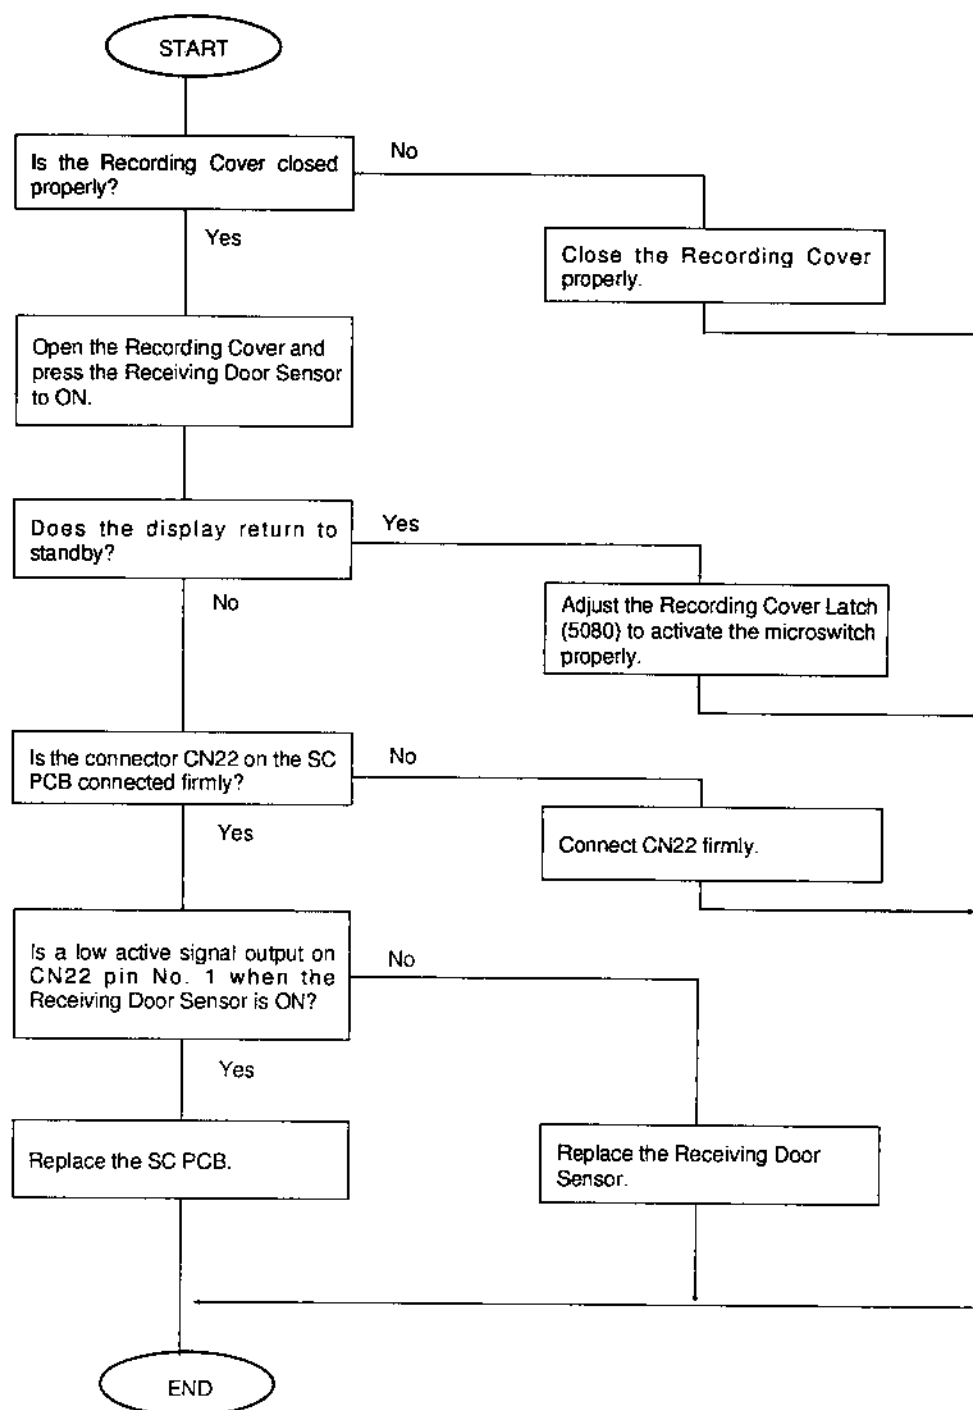 START
Is the Recording Cover closed
properly?
No
Yes
Close the Recording Cover
properly.
Open the Recording Cover and
press the Receiving Door Sensor
to ON.
Does the display return to
standby?
Yes
No
Adjust the Recording Cover Latch
(5080) to activate the microswitch
properly.
Is the connector CN22 on the SC
PCB connected firmly?
No
Yes
Connect CN22 firmly.
Is a low active signal output on
CN22 pin No. 1 when the
Receiving Door Sensor is ON?
No
Yes
Replace the SC PCB.
Replace the Receiving Door
Sensor.
END